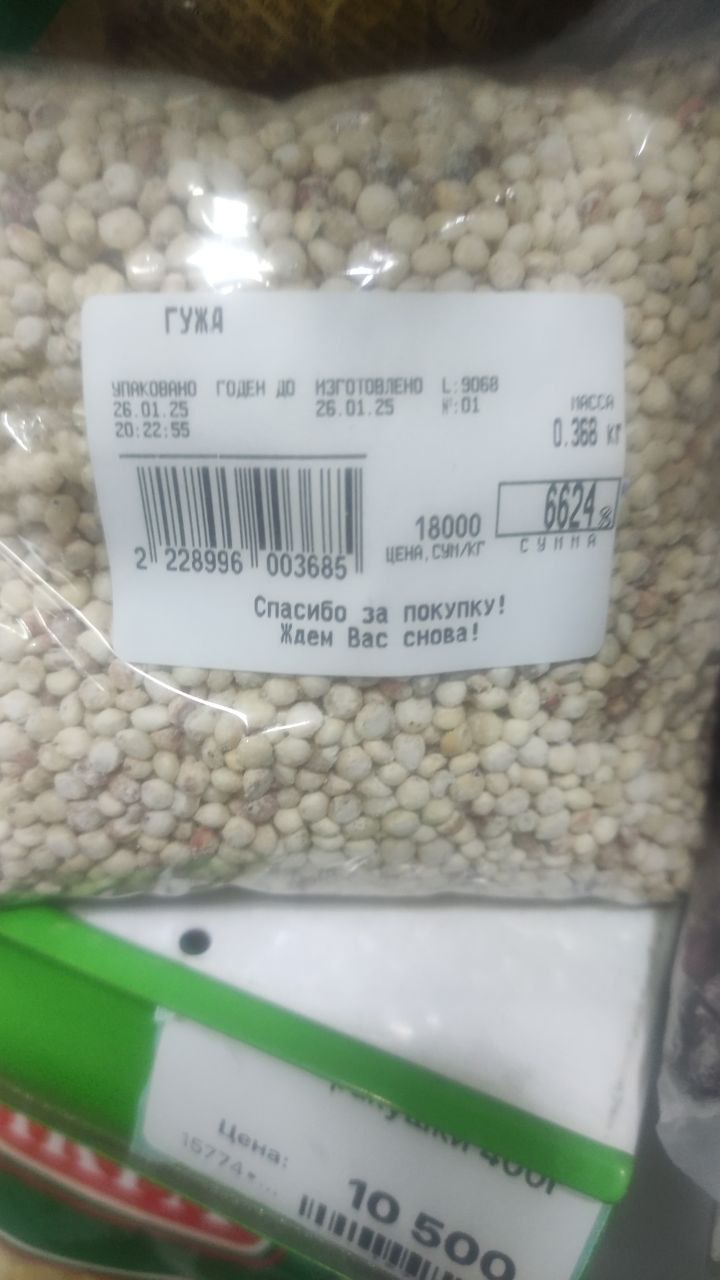 ГУЖА
УПАКОВАНО ГОДЕН ДО ИЗГОТОВЛЕНО L:9068
26.01.25 26.01.25 №:01
20:22:55
МАССА
0.368 кг
18000
ЦЕНА,СУМ/КГ
6624
СУММА
2 228996 003685
Спасибо за покупку!
Ждем Вас снова!
400г
Цена:
15774*...
10 500